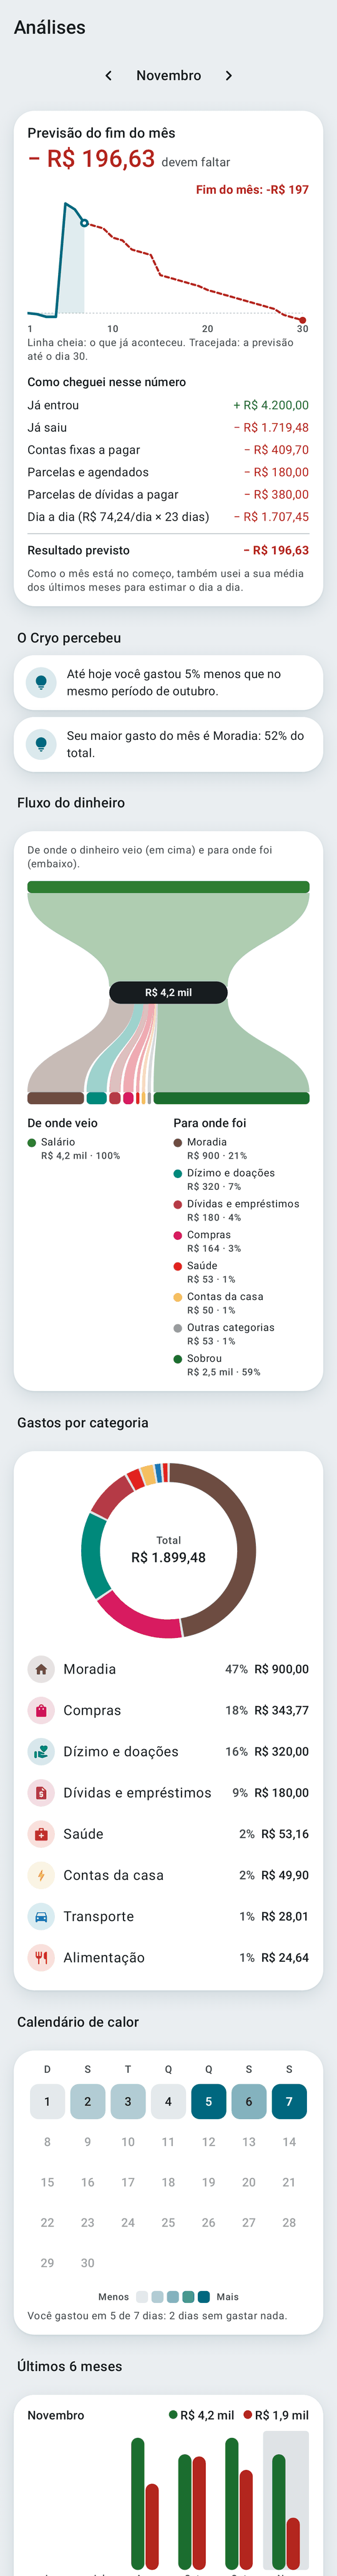 Análises
Novembro
Previsão do fim do mês
− R$ 196,63 devem faltar
Fim do mês: -R$ 197
1 10 20 30
Linha cheia: o que já aconteceu. Tracejada: a previsão
até o dia 30.
Como cheguei nesse número
Já entrou + R$ 4.200,00
Já saiu − R$ 1.719,48
Contas fixas a pagar − R$ 409,70
Parcelas e agendados − R$ 180,00
Parcelas de dívidas a pagar − R$ 380,00
Dia a dia (R$ 74,24/dia × 23 dias) − R$ 1.707,45
Resultado previsto − R$ 196,63
Como o mês está no começo, também usei a sua média
dos últimos meses para estimar o dia a dia.
O Cryo percebeu
Até hoje você gastou 5% menos que no
mesmo período de outubro.
Seu maior gasto do mês é Moradia: 52% do
total.
Fluxo do dinheiro
De onde o dinheiro veio (em cima) e para onde foi
(embaixo).
R$ 4,2 mil
De onde veio
Salário
R$ 4,2 mil · 100%
Para onde foi
Moradia
R$ 900 · 21%
Dízimo e doações
R$ 320 · 7%
Dívidas e empréstimos
R$ 180 · 4%
Compras
R$ 164 · 3%
Saúde
R$ 53 · 1%
Contas da casa
R$ 50 · 1%
Outras categorias
R$ 53 · 1%
Sobrou
R$ 2,5 mil · 59%
Gastos por categoria
Total
R$ 1.899,48
Moradia 47% R$ 900,00
Compras 18% R$ 343,77
Dízimo e doações 16% R$ 320,00
Dívidas e empréstimos 9% R$ 180,00
Saúde 2% R$ 53,16
Contas da casa 2% R$ 49,90
Transporte 1% R$ 28,01
Alimentação 1% R$ 24,64
Calendário de calor
D S T Q Q S S
1 2 3 4 5 6 7
8 9 10 11 12 13 14
15 16 17 18 19 20 21
22 23 24 25 26 27 28
29 30
Menos Mais
Você gastou em 5 de 7 dias: 2 dias sem gastar nada.
Últimos 6 meses
Novembro R$ 4,2 mil R$ 1,9 mil